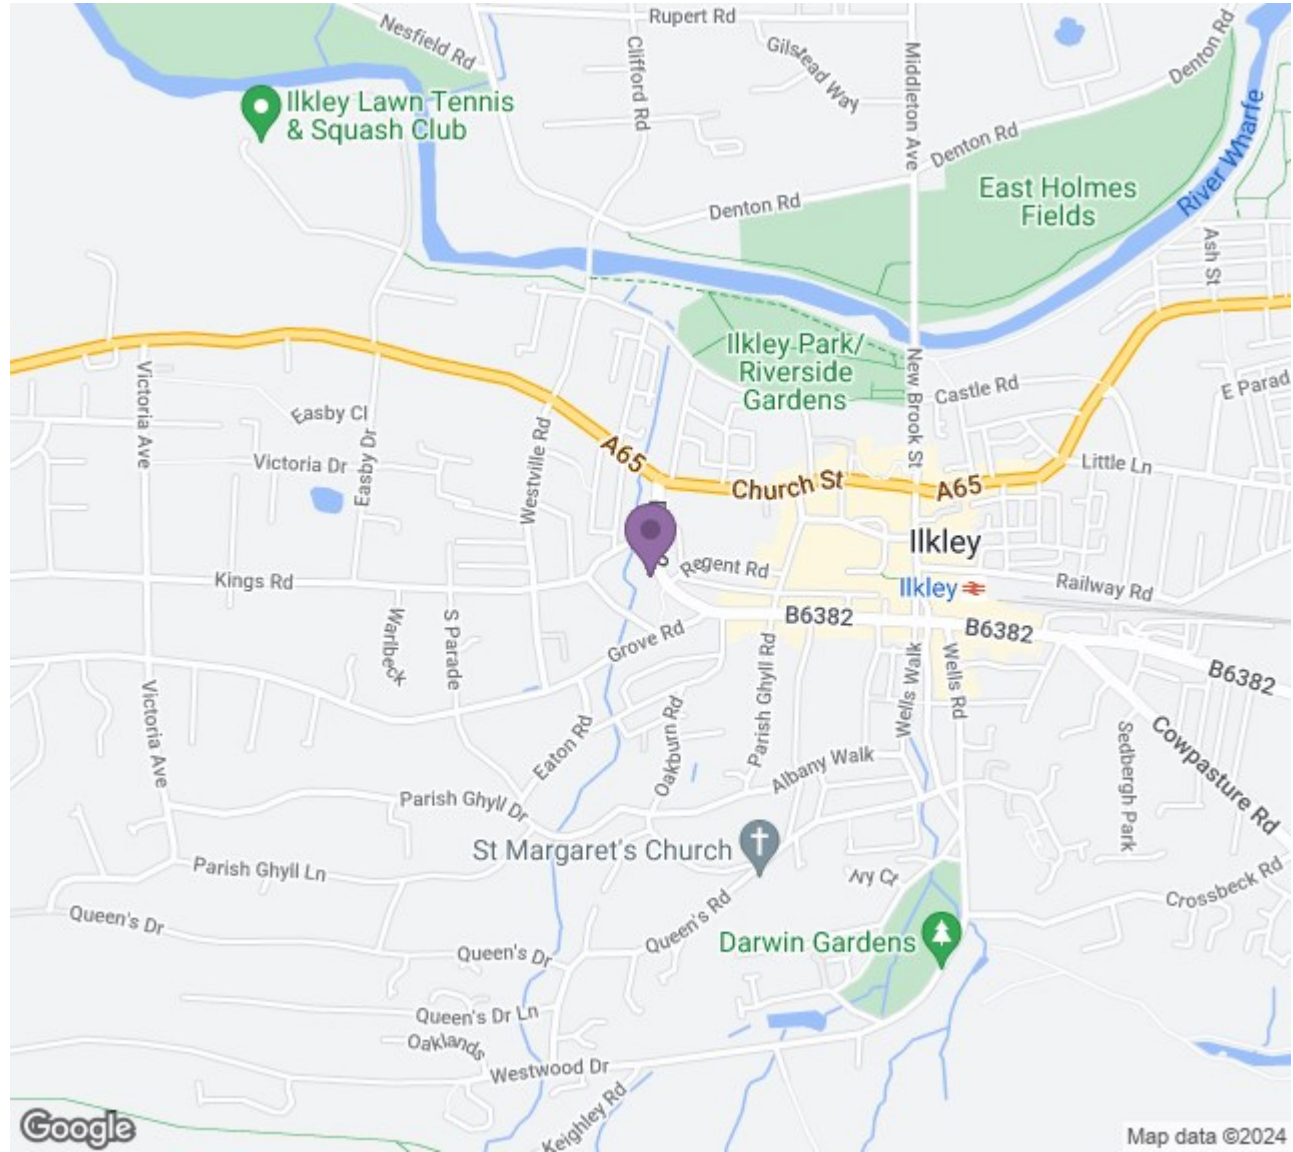 Rupert Rd
Nesfield Rd
Clifford Rd
Gilstead Way
Middleton Ave
Denton Rd
Ilkley Lawn Tennis
& Squash Club
Denton Rd
River Wharfe
East Holmes
Fields
Denton Rd
Ash St
Ilkley Park/
Riverside
Gardens
New Brook St
Castle Rd
E Parad
Victoria Ave
Easby Cl
Easby Dr
Westville Rd
A65
Victoria Dr
Little Ln
Church St
A65
Ilkley
Regent Rd
Kings Rd
Ilkley
Railway Rd
Warlbeck
S Parade
B6382
B6382
Grove Rd
B6382
Parish Ghyll Rd
Wells Walk
Wells Rd
Victoria Ave
Oakburn Rd
Eaton Rd
Sedbergh Park
Cowpasture Rd
Albany Walk
Parish Ghyll Dr
St Margaret's Church
Parish Ghyll Ln
Ivy Ct
Crossbeck Rd
Queen's Dr
Queen's Rd
Darwin Gardens
Queen's Dr
Queen's Dr Ln
Oaklands
Westwood Dr
Keighley Rd
Google
Map data ©2024